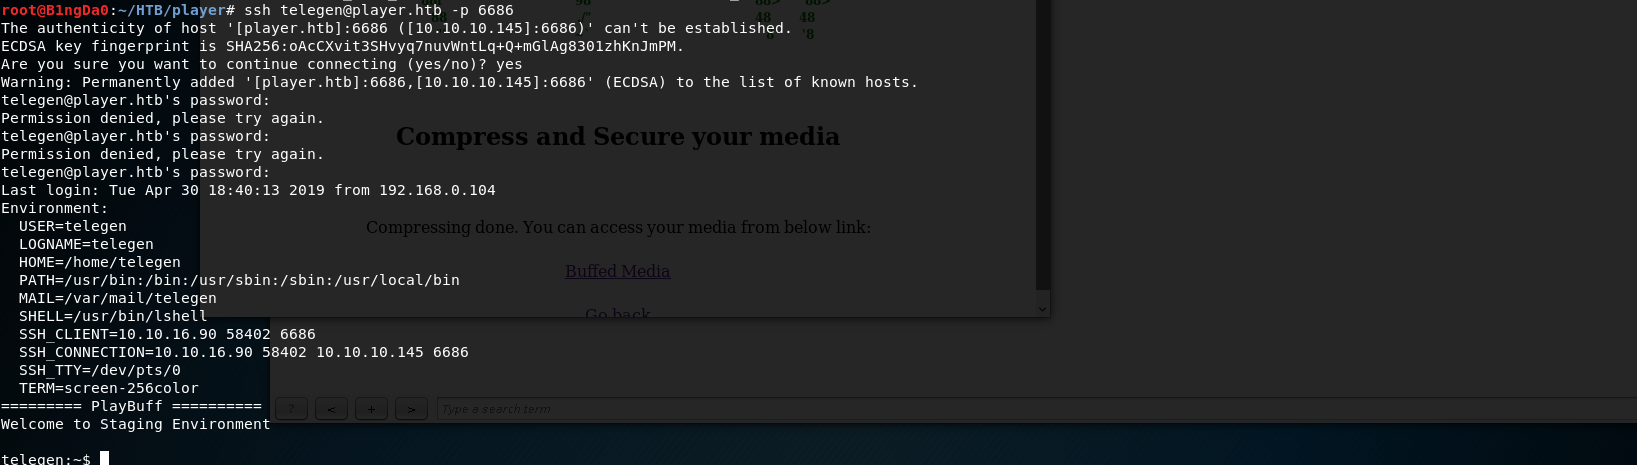 root@B1ngDa0:~/HTB/player# ssh telegen@player.htb -p 6686
The authenticity of host '[player.htb]:6686 ([10.10.10.145]:6686)' can't be established.
ECDSA key fingerprint is SHA256:oAcCXvit3SHvyq7nuvWntLq+Q+mGlAg8301zhKnJmPM.
Are you sure you want to continue connecting (yes/no)? yes
Warning: Permanently added '[player.htb]:6686,[10.10.10.145]:6686' (ECDSA) to the list of known hosts.
telegen@player.htb's password:
Permission denied, please try again.
telegen@player.htb's password:
Permission denied, please try again.
telegen@player.htb's password:
Last login: Tue Apr 30 18:40:13 2019 from 192.168.0.104
Environment:
  USER=telegen
  LOGNAME=telegen
  HOME=/home/telegen
  PATH=/usr/bin:/bin:/usr/sbin:/sbin:/usr/local/bin
  MAIL=/var/mail/telegen
  SHELL=/usr/bin/lshell
  SSH_CLIENT=10.10.16.90 58402 6686
  SSH_CONNECTION=10.10.16.90 58402 10.10.10.145 6686
  SSH_TTY=/dev/pts/0
  TERM=screen-256color
========= PlayBuff ==========
Welcome to Staging Environment
telegen:~$
98
88> 88>
48 48
'8
Compress and Secure your media
Compressing done. You can access your media from below link:
Buffed Media
Go back
? < + > Type a search term